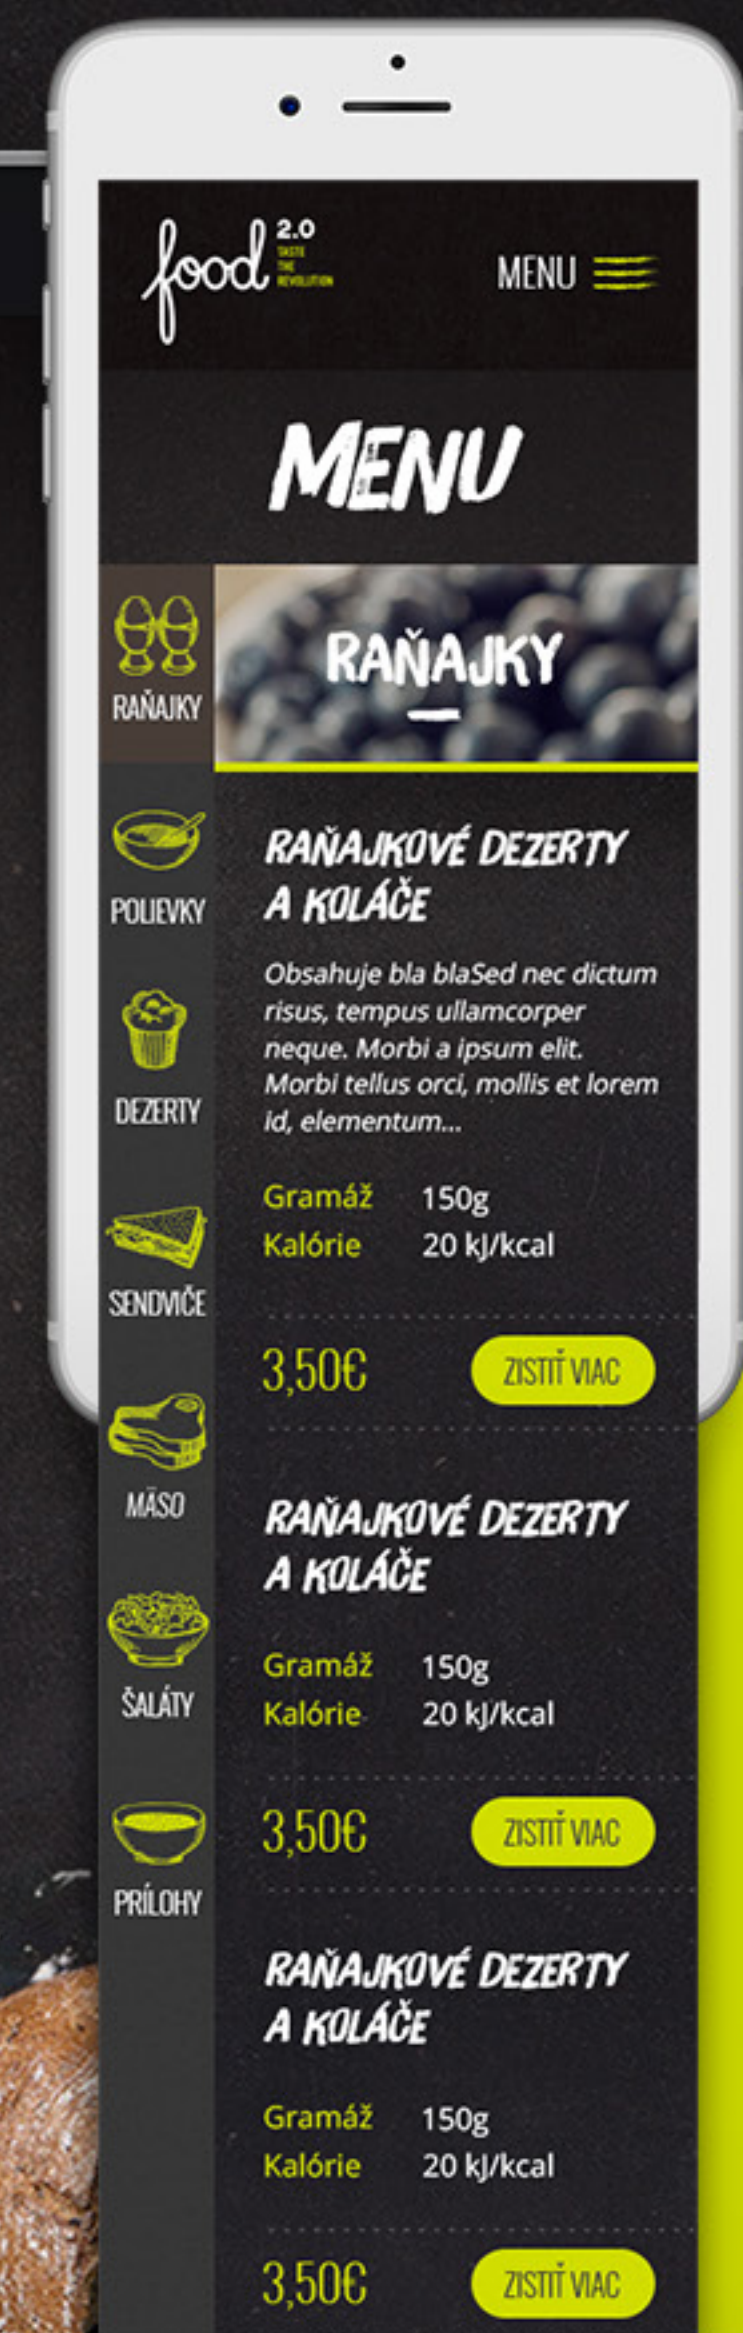 food 2.0
TASTE
THE
REVOLUTION
MENU
MENU
RAŇAJKY
RAŇAJKY
POLIEVKY
DEZERTY
SENDVIČE
MÄSO
ŠALÁTY
PRÍLOHY
RAŇAJKOVÉ DEZERTY
A KOLÁČE
Obsahuje bla blaSed nec dictum
risus, tempus ullamcorper
neque. Morbi a ipsum elit.
Morbi tellus orci, mollis et lorem
id, elementum...
Gramáž 150g
Kalórie 20 kJ/kcal
3,50€ ZISTIŤ VIAC
RAŇAJKOVÉ DEZERTY
A KOLÁČE
Gramáž 150g
Kalórie 20 kJ/kcal
3,50€ ZISTIŤ VIAC
RAŇAJKOVÉ DEZERTY
A KOLÁČE
Gramáž 150g
Kalórie 20 kJ/kcal
3,50€ ZISTIŤ VIAC